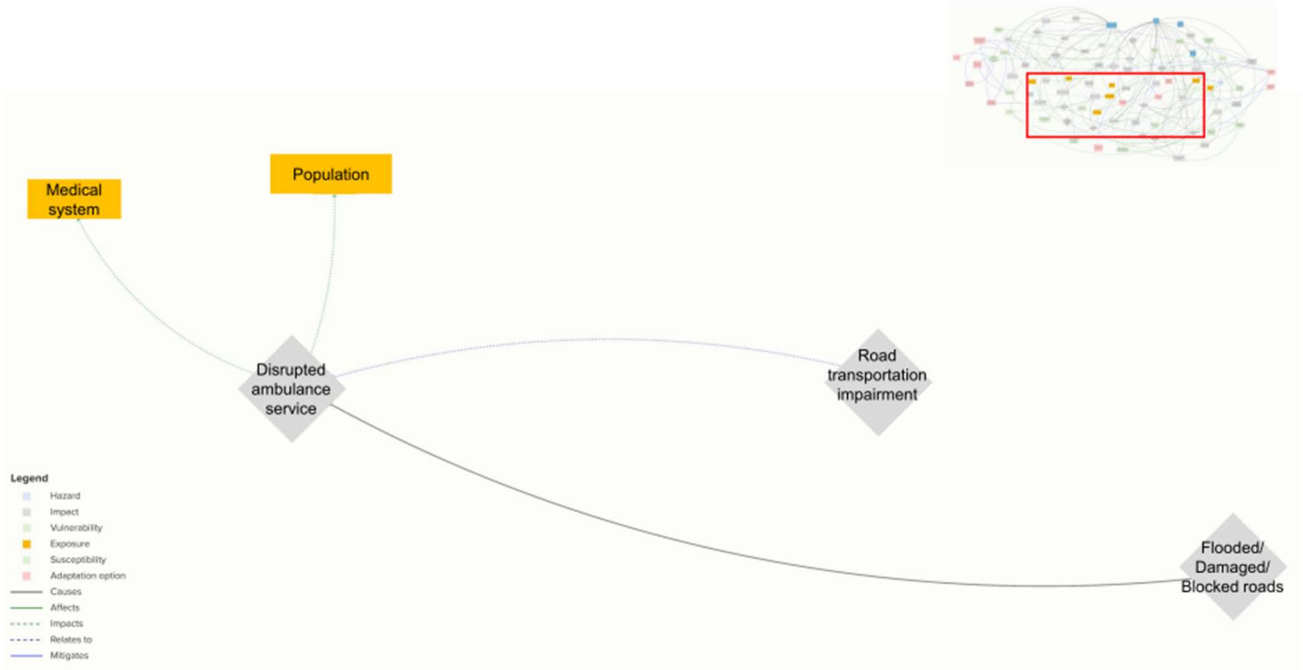 Population
Medical
system
Disrupted
ambulance
service
Road
transportation
impairment
Flooded/
Damaged/
Blocked roads
Legend
Hazard
Impact
Vulnerability
Exposure
Susceptibility
Adaptation option
Causes
Affects
Impacts
Relates to
Mitigates